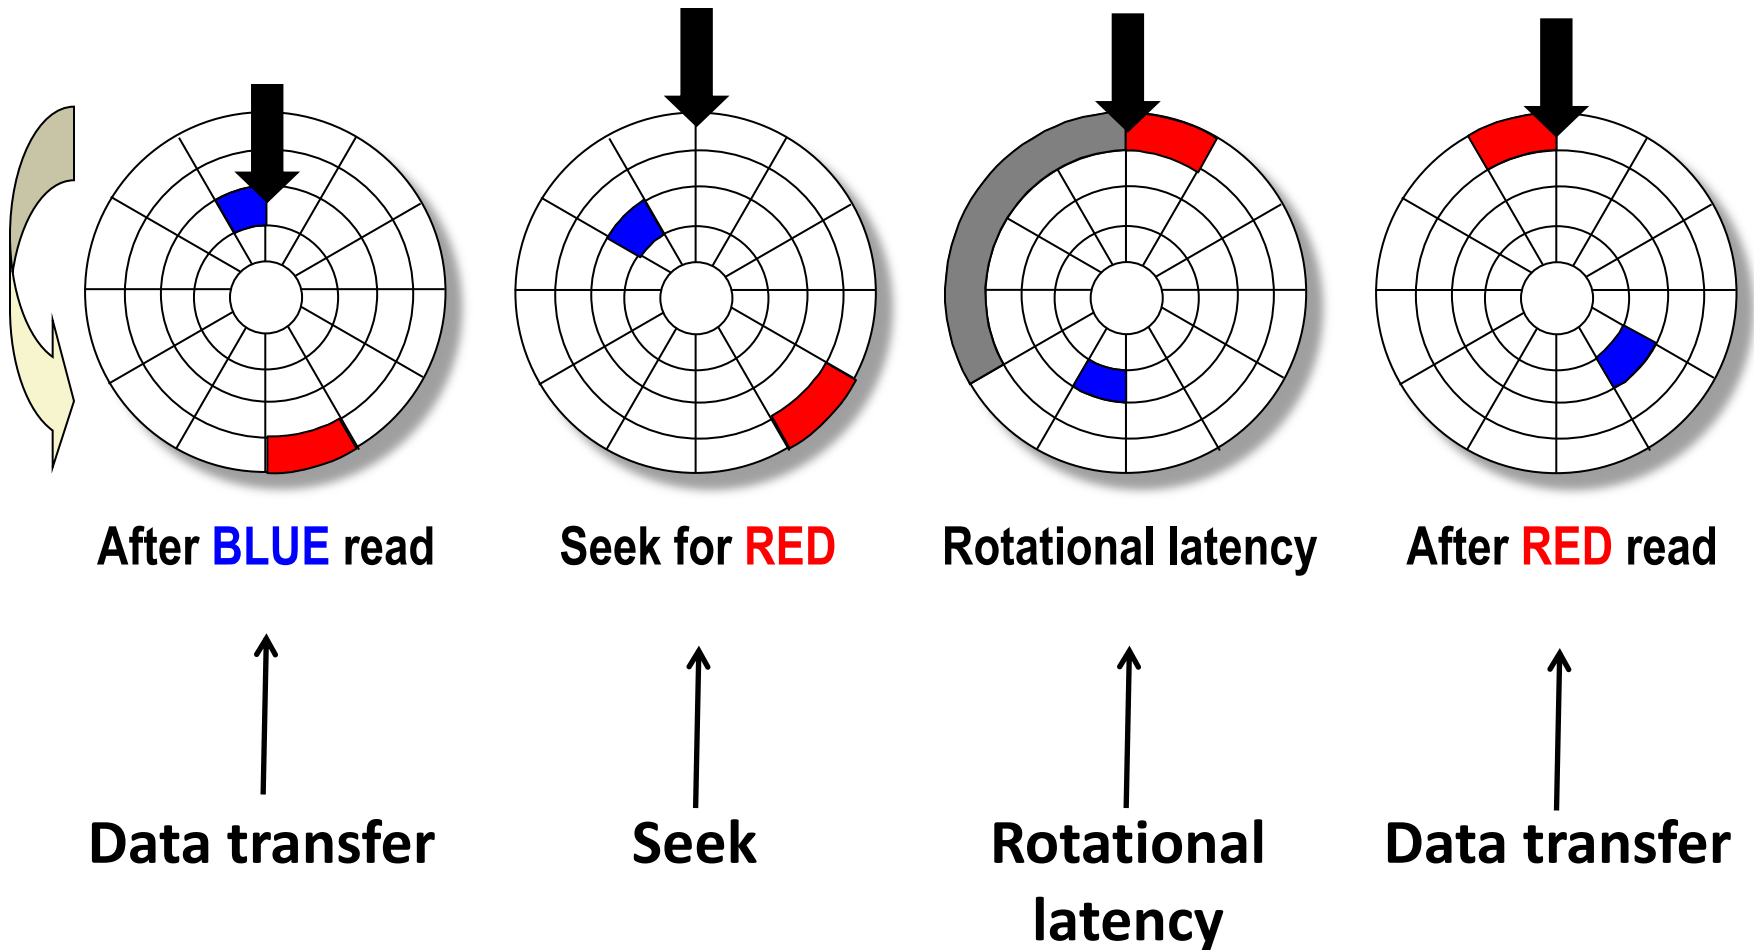 After BLUE read
Seek for RED
Rotational latency
After RED read
Data transfer
Seek
Rotational
latency
Data transfer